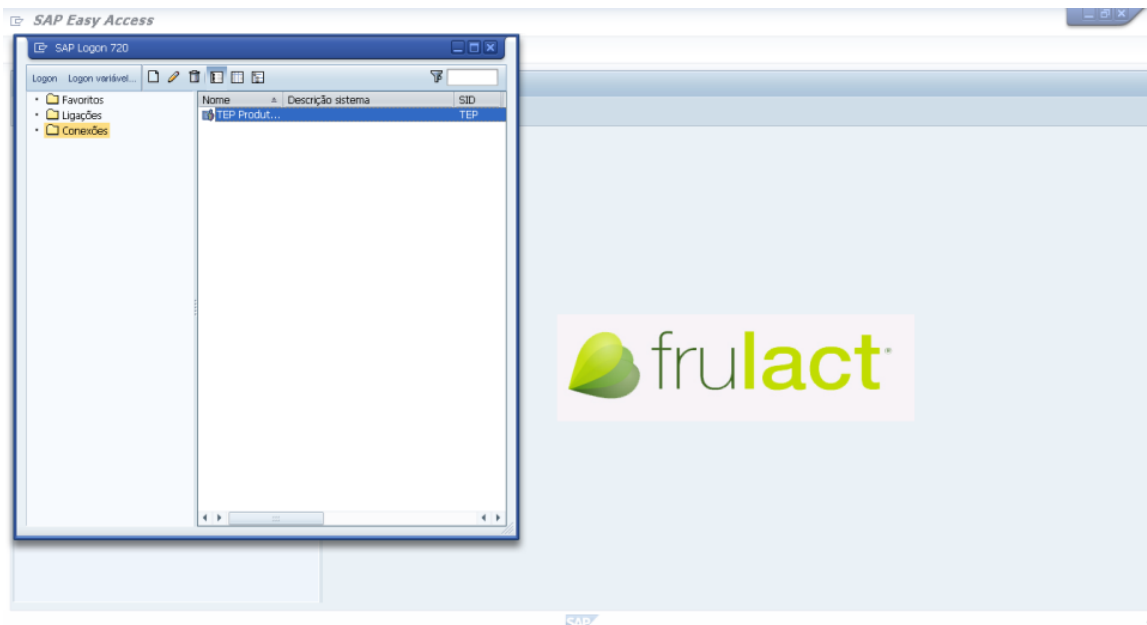 SAP Easy Access
SAP Logon 720
Logon Logon variável...
Favoritos
Ligações
Conexões
Nome Descrição sistema SID
TEP Produt... TEP
frulact
SAP